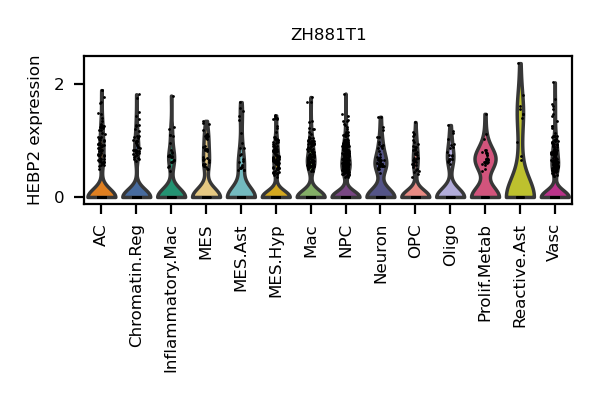 ZH881T1
HEBP2 expression
2
0
AC
Chromatin.Reg
Inflammatory.Mac
MES
MES.Ast
MES.Hyp
Mac
NPC
Neuron
OPC
Oligo
Prolif.Metab
Reactive.Ast
Vasc